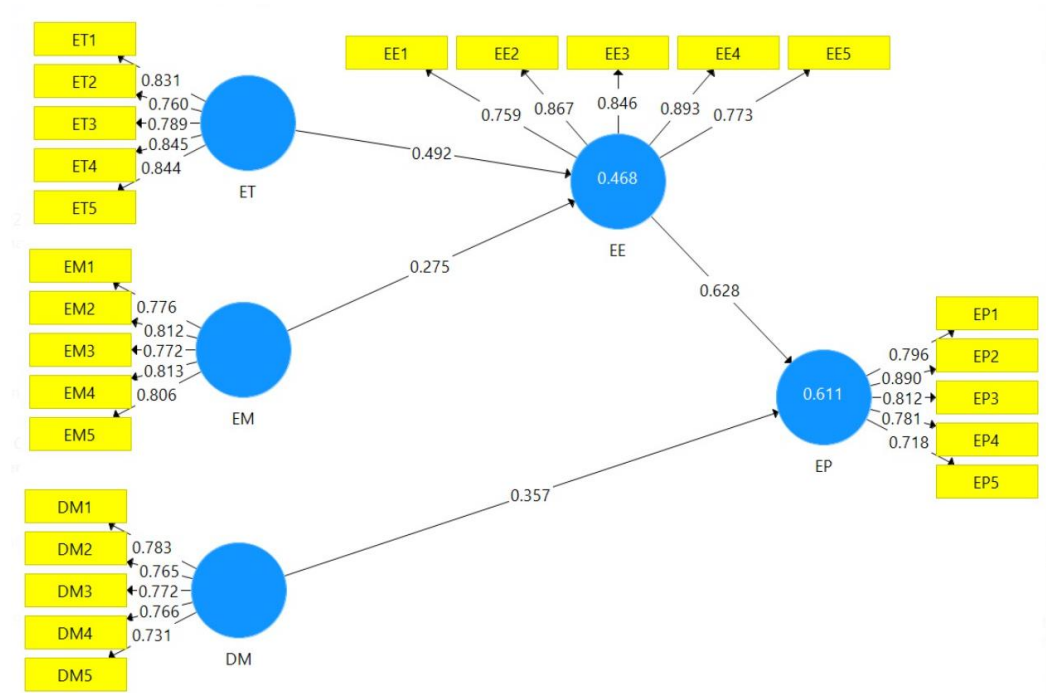 ET1
ET2
ET3
ET4
ET5
0.831
0.760
0.789
0.845
0.844
ET
EE1
EE2
EE3
EE4
EE5
0.759
0.867
0.846
0.893
0.773
0.492
0.468
EE
EM1
EM2
EM3
EM4
EM5
0.776
0.812
0.772
0.813
0.806
EM
0.275
0.628
EP1
EP2
EP3
EP4
EP5
0.796
0.890
0.812
0.781
0.718
0.611
EP
0.357
DM1
DM2
DM3
DM4
DM5
0.783
0.765
0.772
0.766
0.731
DM